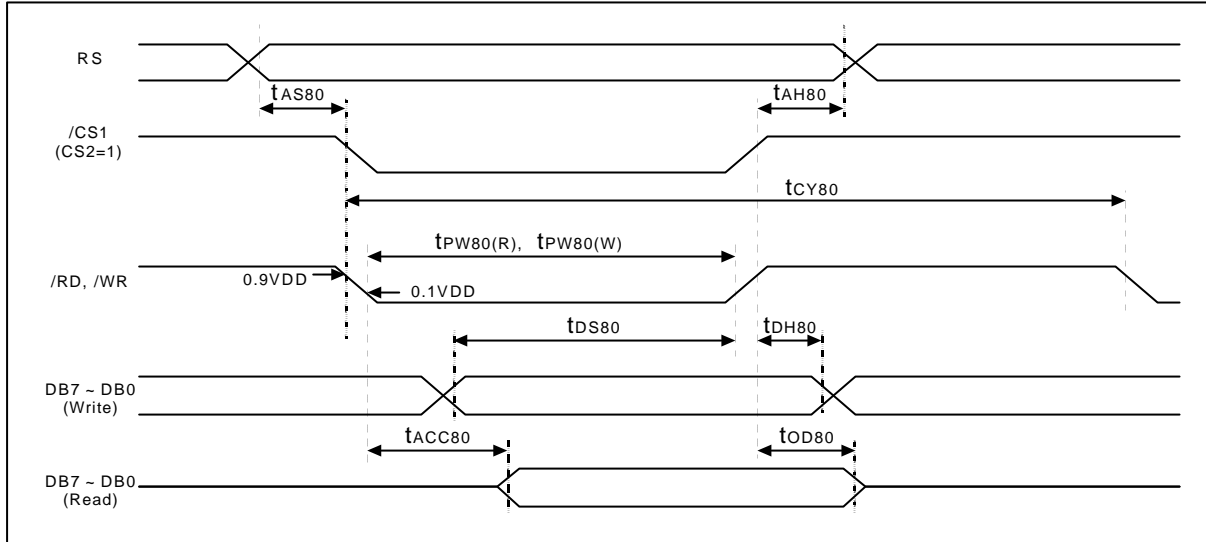 RS
tAS80
tAH80
/CS1
(CS2=1)
tCY80
tPW80(R), tPW80(W)
/RD, /WR
0.9VDD
0.1VDD
tDS80
tDH80
DB7 ~ DB0
(Write)
tACC80
tOD80
DB7 ~ DB0
(Read)